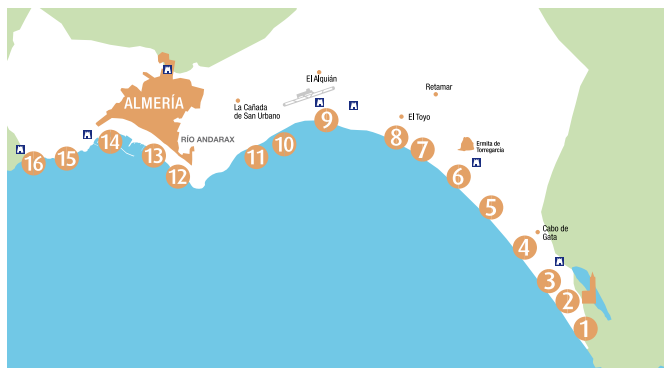 El Alquián
Retamar
ALMERÍA
La Cañada
de San Urbano
El Toyo
9
RÍO ANDARAX
8
14
10
7
Ermita de
Torregarcía
16
15
13
11
12
6
5
Cabo de
Gata
4
3
2
1